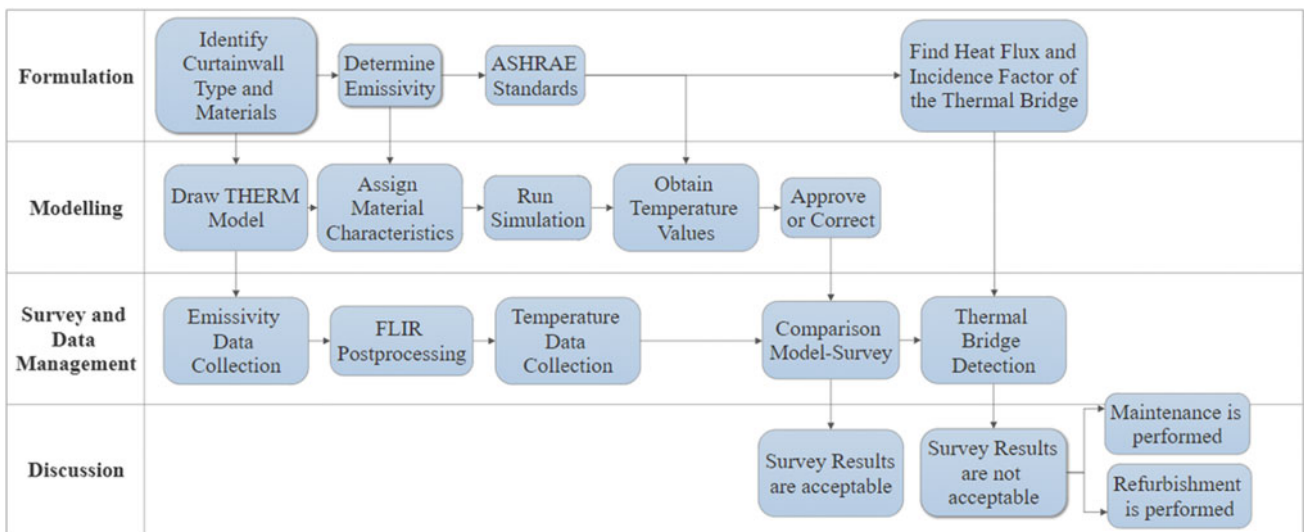 Formulation
Identify
Curtainwall
Type and
Materials
Determine
Emissivity
ASHRAE
Standards
Find Heat Flux and
Incidence Factor of
the Thermal Bridge
Modelling
Draw THERM
Model
Assign
Material
Characteristics
Run
Simulation
Obtain
Temperature
Values
Approve
or Correct
Survey and
Data
Management
Emissivity
Data
Collection
FLIR
Postprocessing
Temperature
Data
Collection
Comparison
Model-Survey
Thermal
Bridge
Detection
Discussion
Survey Results
are acceptable
Survey Results
are not
acceptable
Maintenance is
performed
Refurbishment
is performed